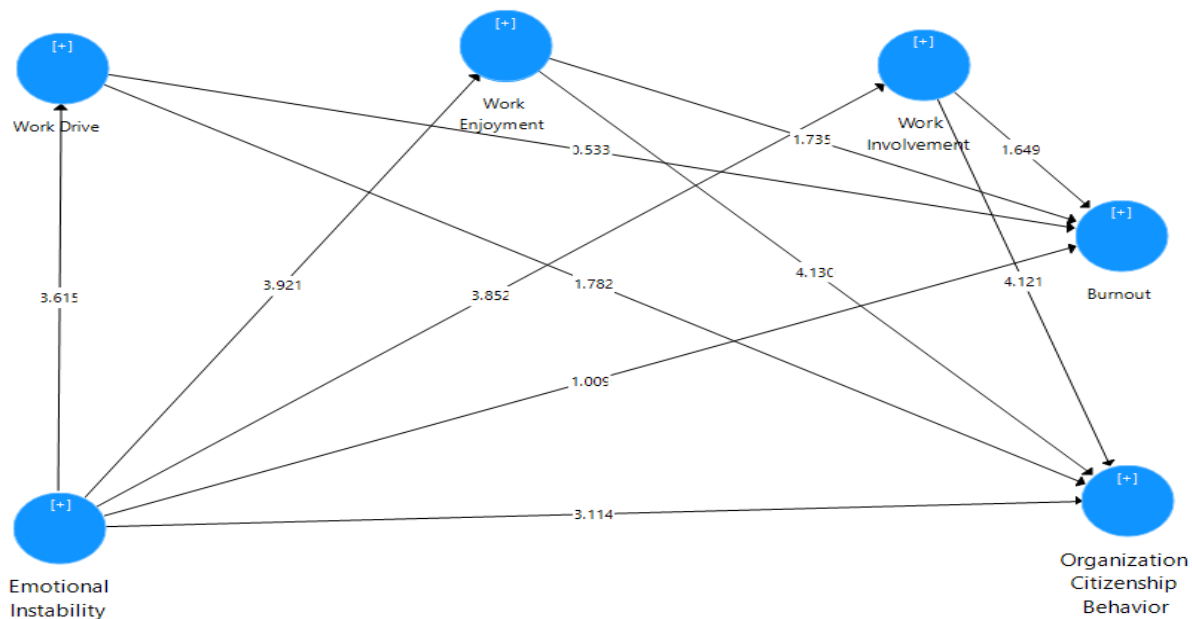 [+]
[+]
[+]
Work Drive
Work
Enjoyment
Work
Involvement
0.533
1.735
1.649
[+]
Burnout
3.615
3.921
3.852
1.782
4.130
4.121
1.009
[+]
3.114
[+]
Emotional
Instability
Organization
Citizenship
Behavior